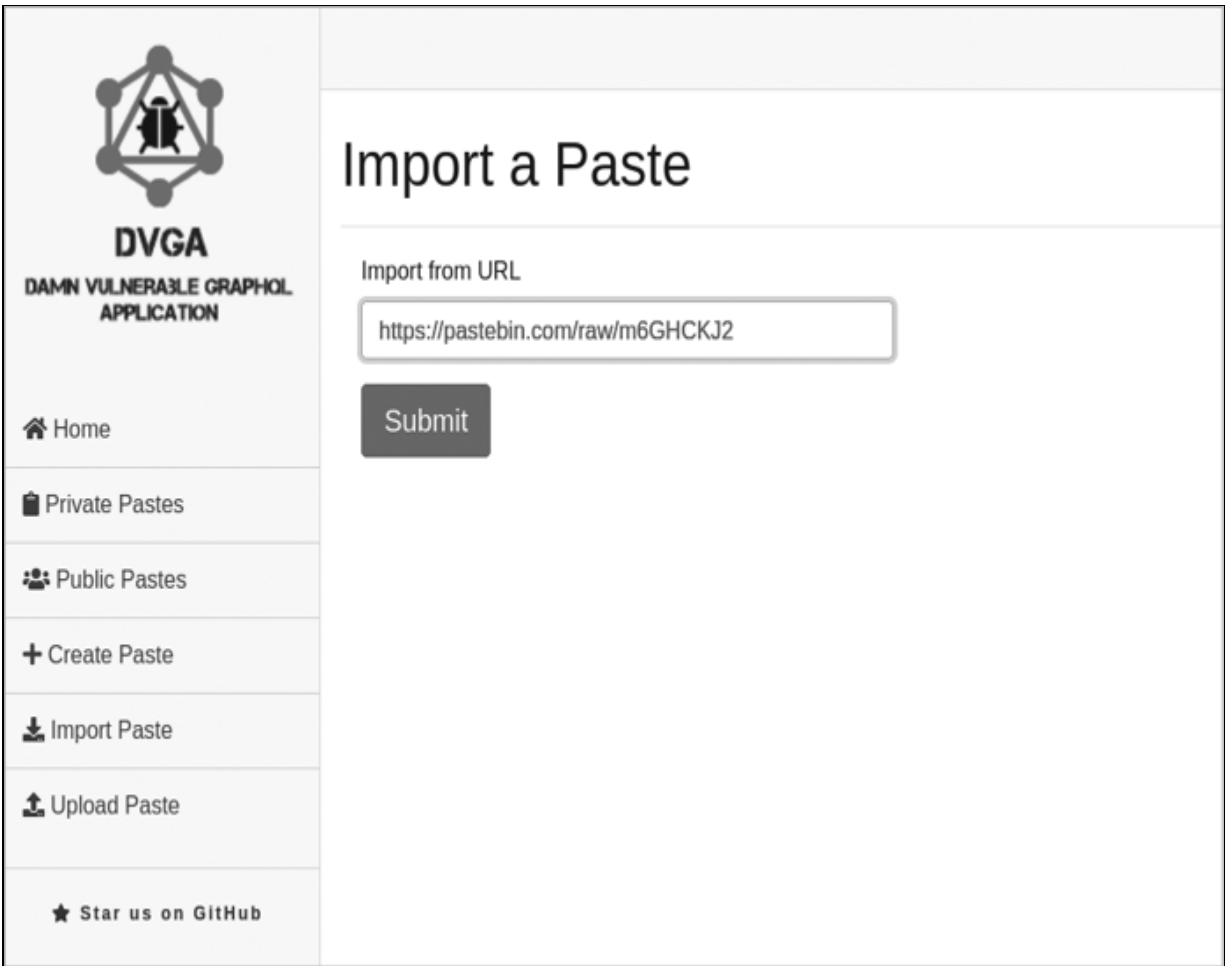 DVGA
DAMN VULNERABLE GRAPHQL
APPLICATION
Home
Private Pastes
Public Pastes
Create Paste
Import Paste
Upload Paste
Star us on GitHub
Import a Paste
Import from URL
https://pastebin.com/raw/m6GHCKJ2
Submit